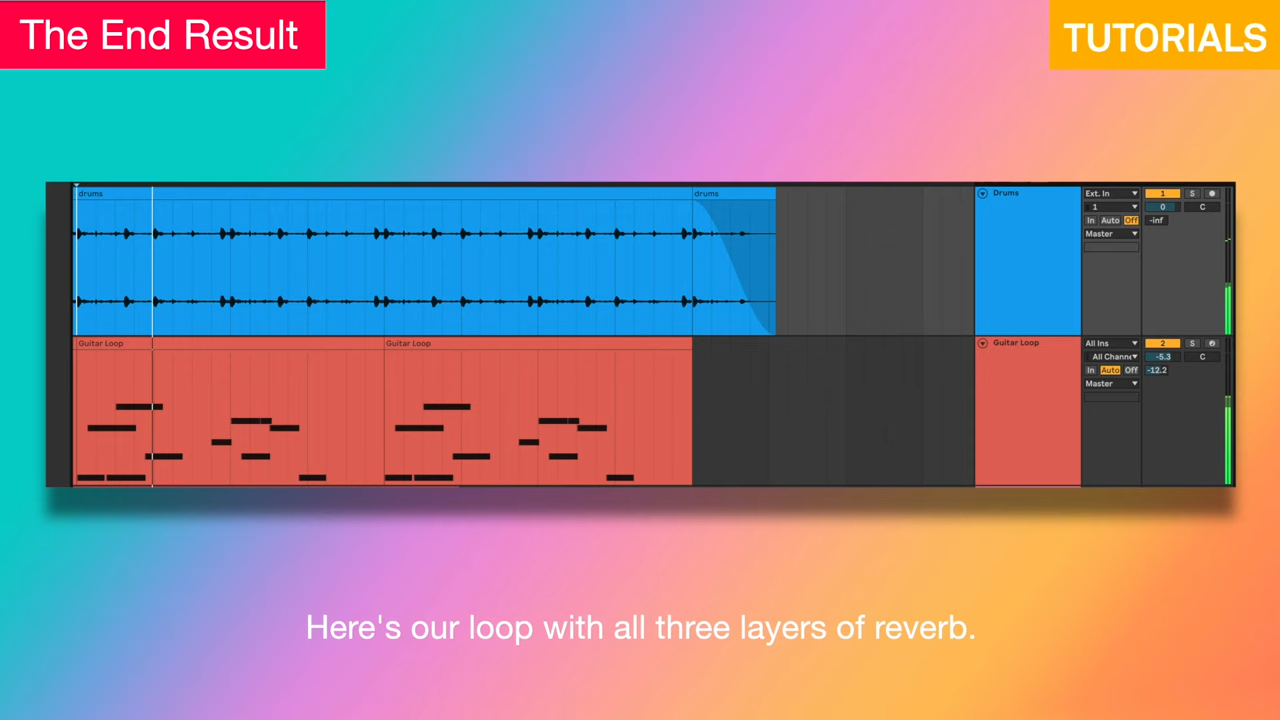 The End Result
TUTORIALS
drums
drums
Drums
Ext. In
1
S
1
0
C
In Auto Off
-inf
Master
Guitar Loop
Guitar Loop
Guitar Loop
All Ins
2
S
All Channe
-5.3
C
In Auto Off
-12.2
Master
Here's our loop with all three layers of reverb.